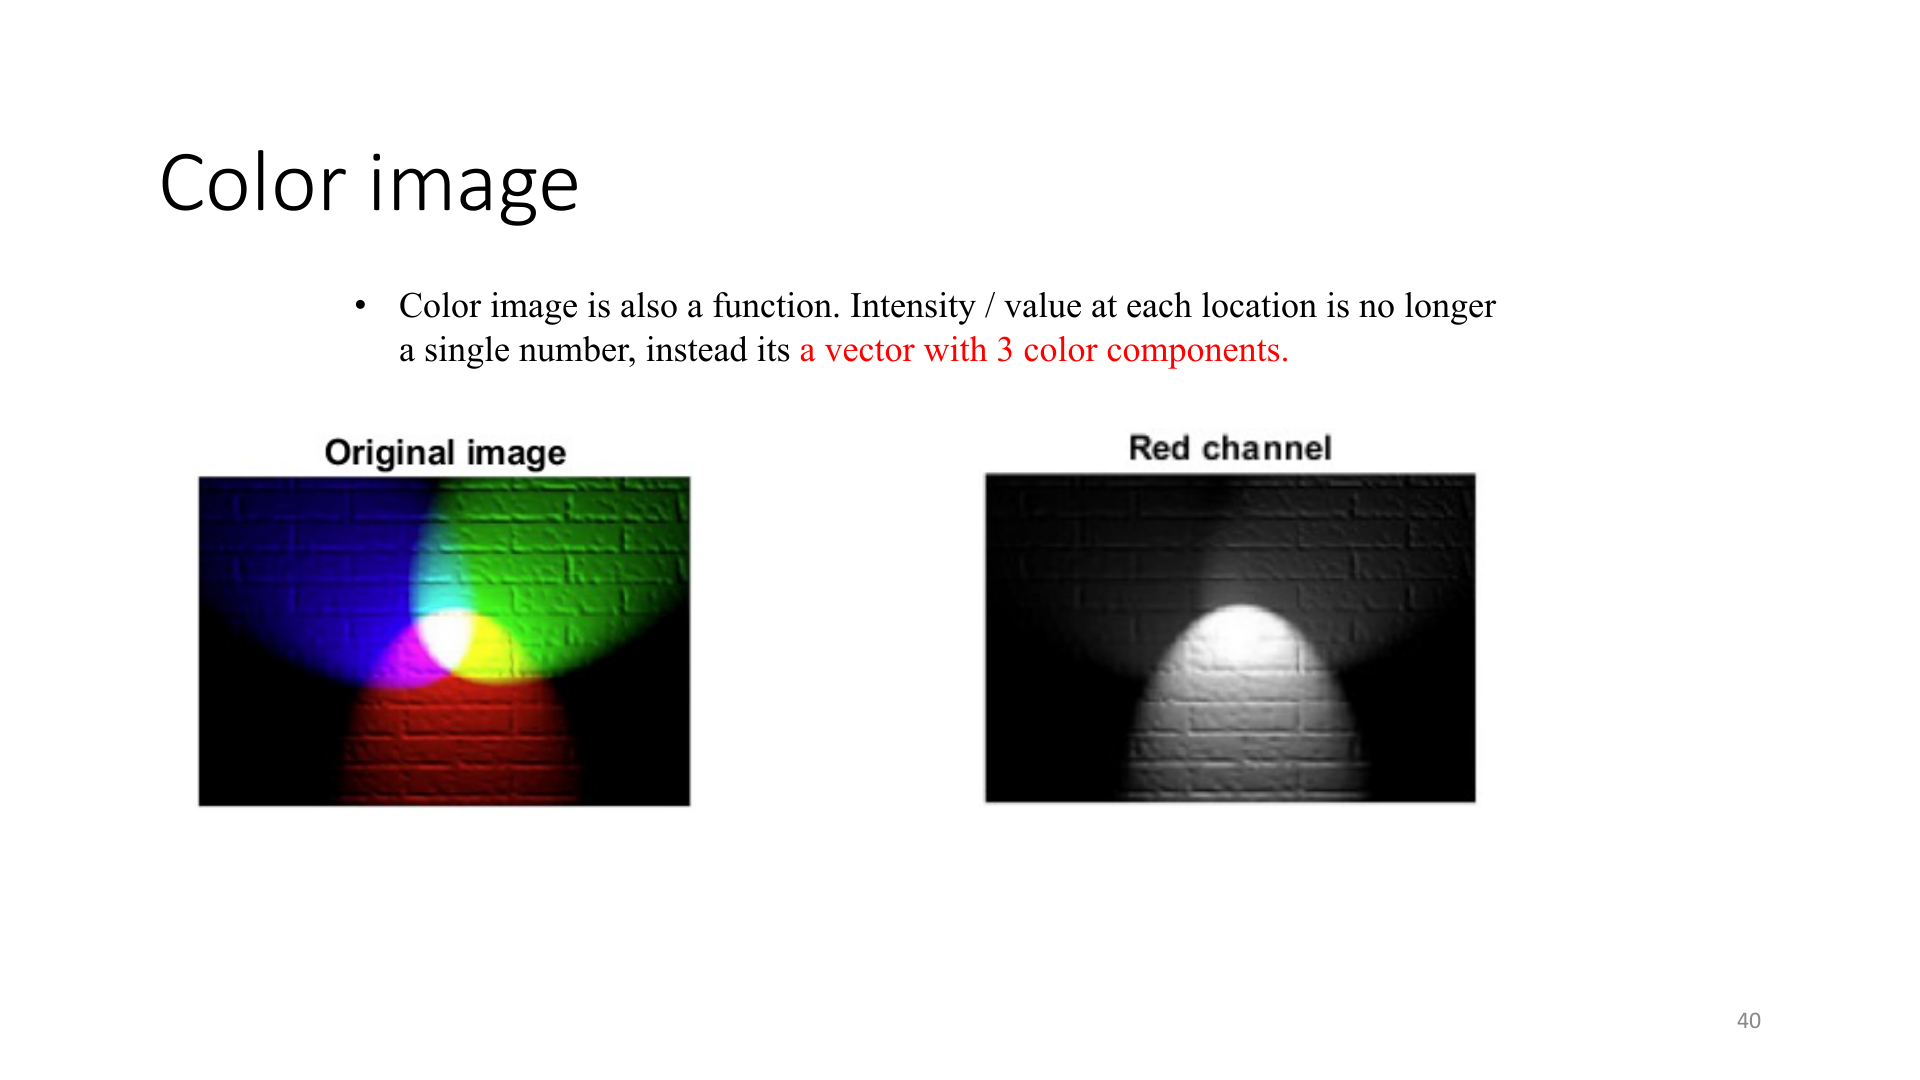 Color image
• Color image is also a function. Intensity / value at each location is no longer
a single number, instead its a vector with 3 color components.
Original image
Red channel
40